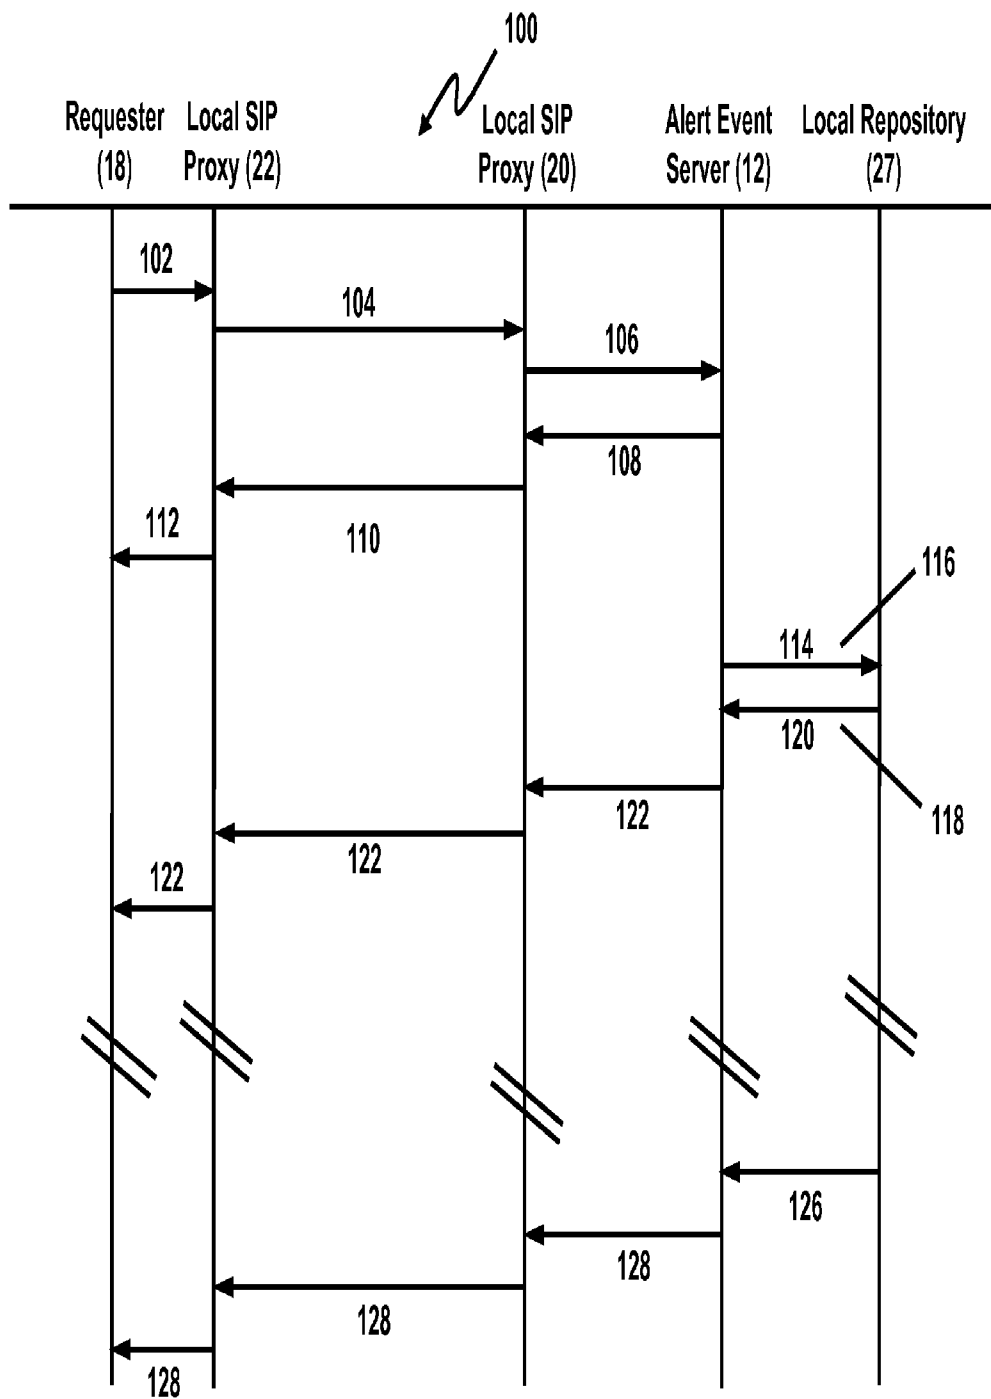 100
Requester
(18)
Local SIP
Proxy (22)
Local SIP
Proxy (20)
Alert Event
Server (12)
Local Repository
(27)
102
104
106
108
110
112
116
114
120
118
122
122
122
126
128
128
128